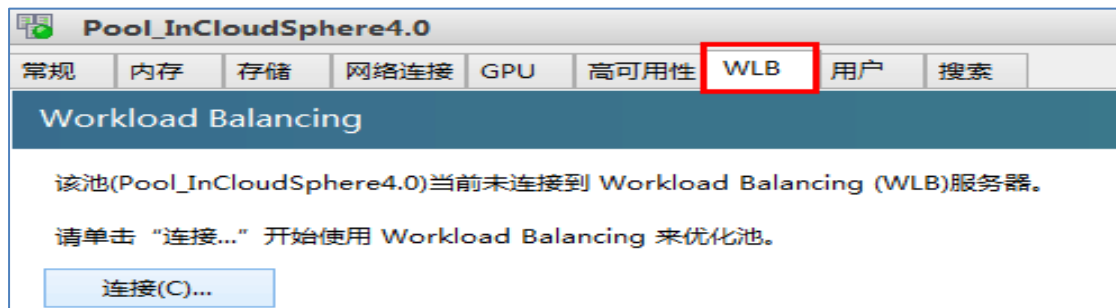 Pool_InCloudSphere4.0
常规 内存 存储 网络连接 GPU 高可用性 WLB 用户 搜索
Workload Balancing
该池(Pool_InCloudSphere4.0)当前未连接到 Workload Balancing (WLB)服务器。
请单击“连接...”开始使用 Workload Balancing 来优化池。
连接(C)...